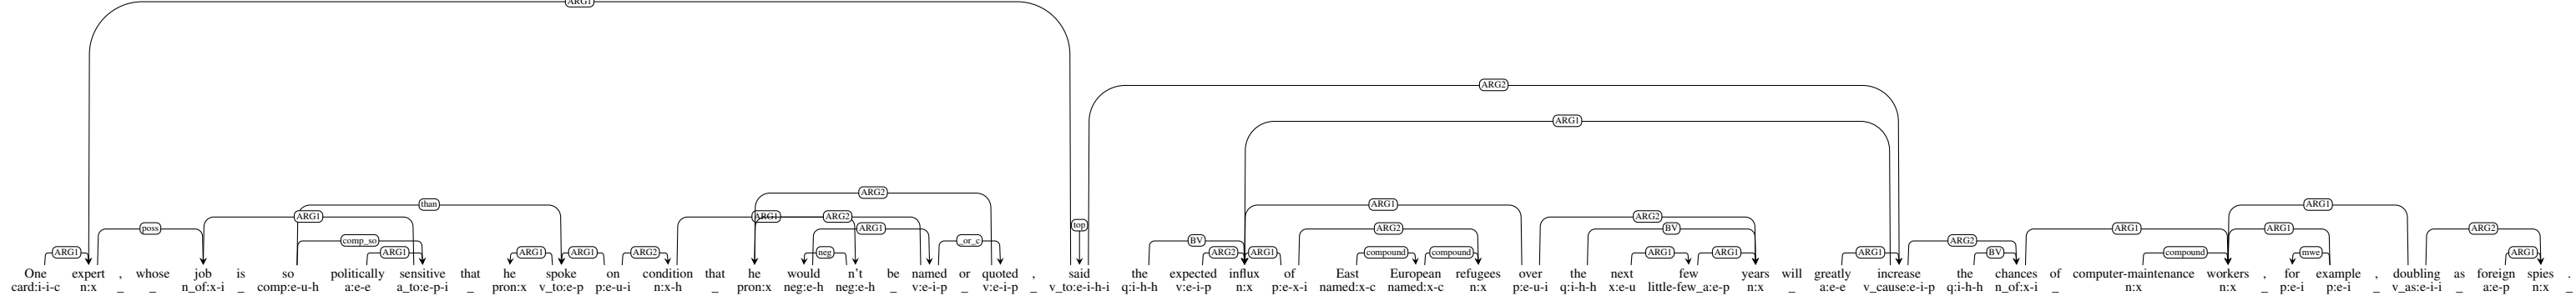 ARG1
ARG2
ARG1
ARG2
than ARG1
ARG1 ARG1 ARG2 ARG2
poss ARG1 top ARG2 BV ARG1 ARG1 ARG2
comp_so _or_c BV ARG2
ARG1 ARG1 ARG1 ARG1 ARG2 neg ARG2 ARG1 compound compound ARG1 ARG1 ARG1 BV compound mwe ARG1
One expert , whose job is so politically sensitive that he spoke on condition that he would n't be named or quoted , said the expected influx of East European refugees over the next few years will greatly increase the chances of computer-maintenance workers , for example , doubling as foreign spies .
card:i-i-c n:x _ _ n_of:x-i _ comp:e-u-h a:e-e a_to:e-p-i _ pron:x v_to:e-p p:e-u-i n:x-h _ pron:x neg:e-h neg:e-h _ v:e-i-p _ v:e-i-p _ v_to:e-i-h-i q:i-h-h v:e-i-p n:x p:e-x-i named:x-c named:x-c n:x p:e-u-i q:i-h-h x:e-u little-few_a:e-p n:x _ a:e-e v_cause:e-i-p q:i-h-h n_of:x-i _ n:x n:x _ p:e-i p:e-i _ v_as:e-i-i _ a:e-p n:x _